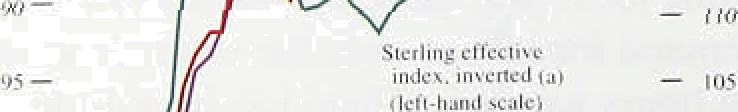 90
110
Sterling effective
index, inverted (a)
95
105
(left-hand scale)